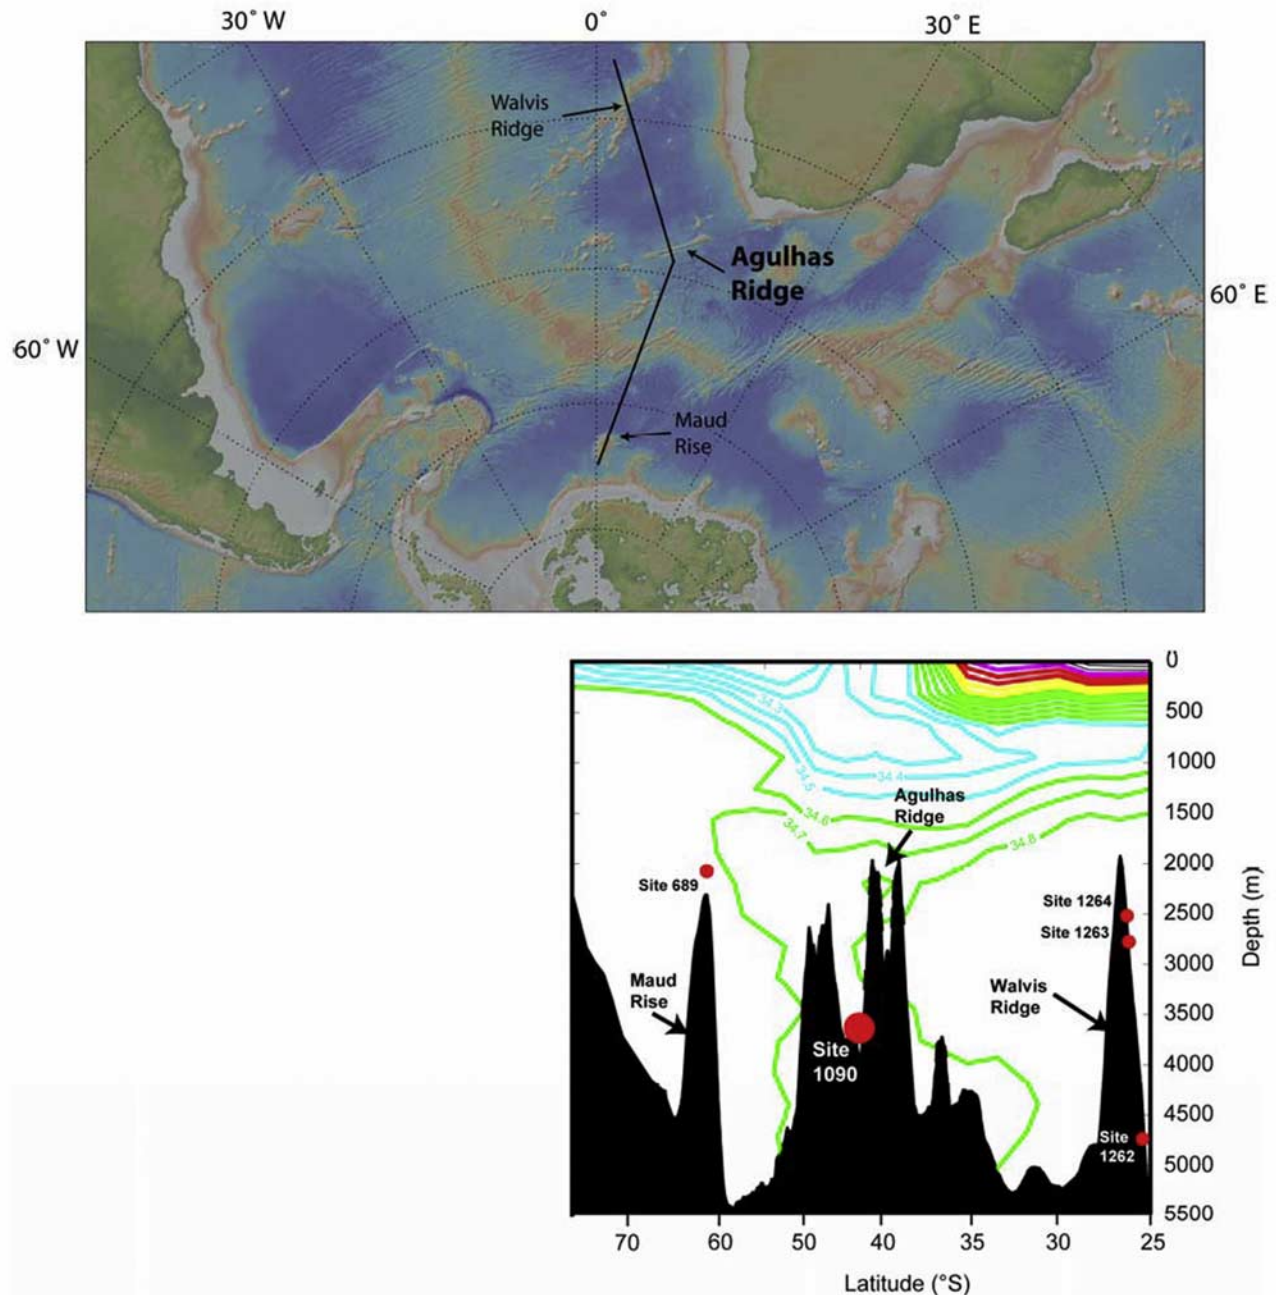 30° W
0°
30° E
Walvis
Ridge
Agulhas
Ridge
60° E
60° W
Maud
Rise
0
34.3
500
34.5
34.4
1000
Agulhas
Ridge
34.6
1500
34.7
34.8
2000
Site 689
Site 1264
2500
Site 1263
Maud
Rise
3000
Walvis
Ridge
3500
Site
1090
4000
4500
Site
1262
5000
5500
Depth (m)
70
60
50
40
35
30
25
Latitude (°S)